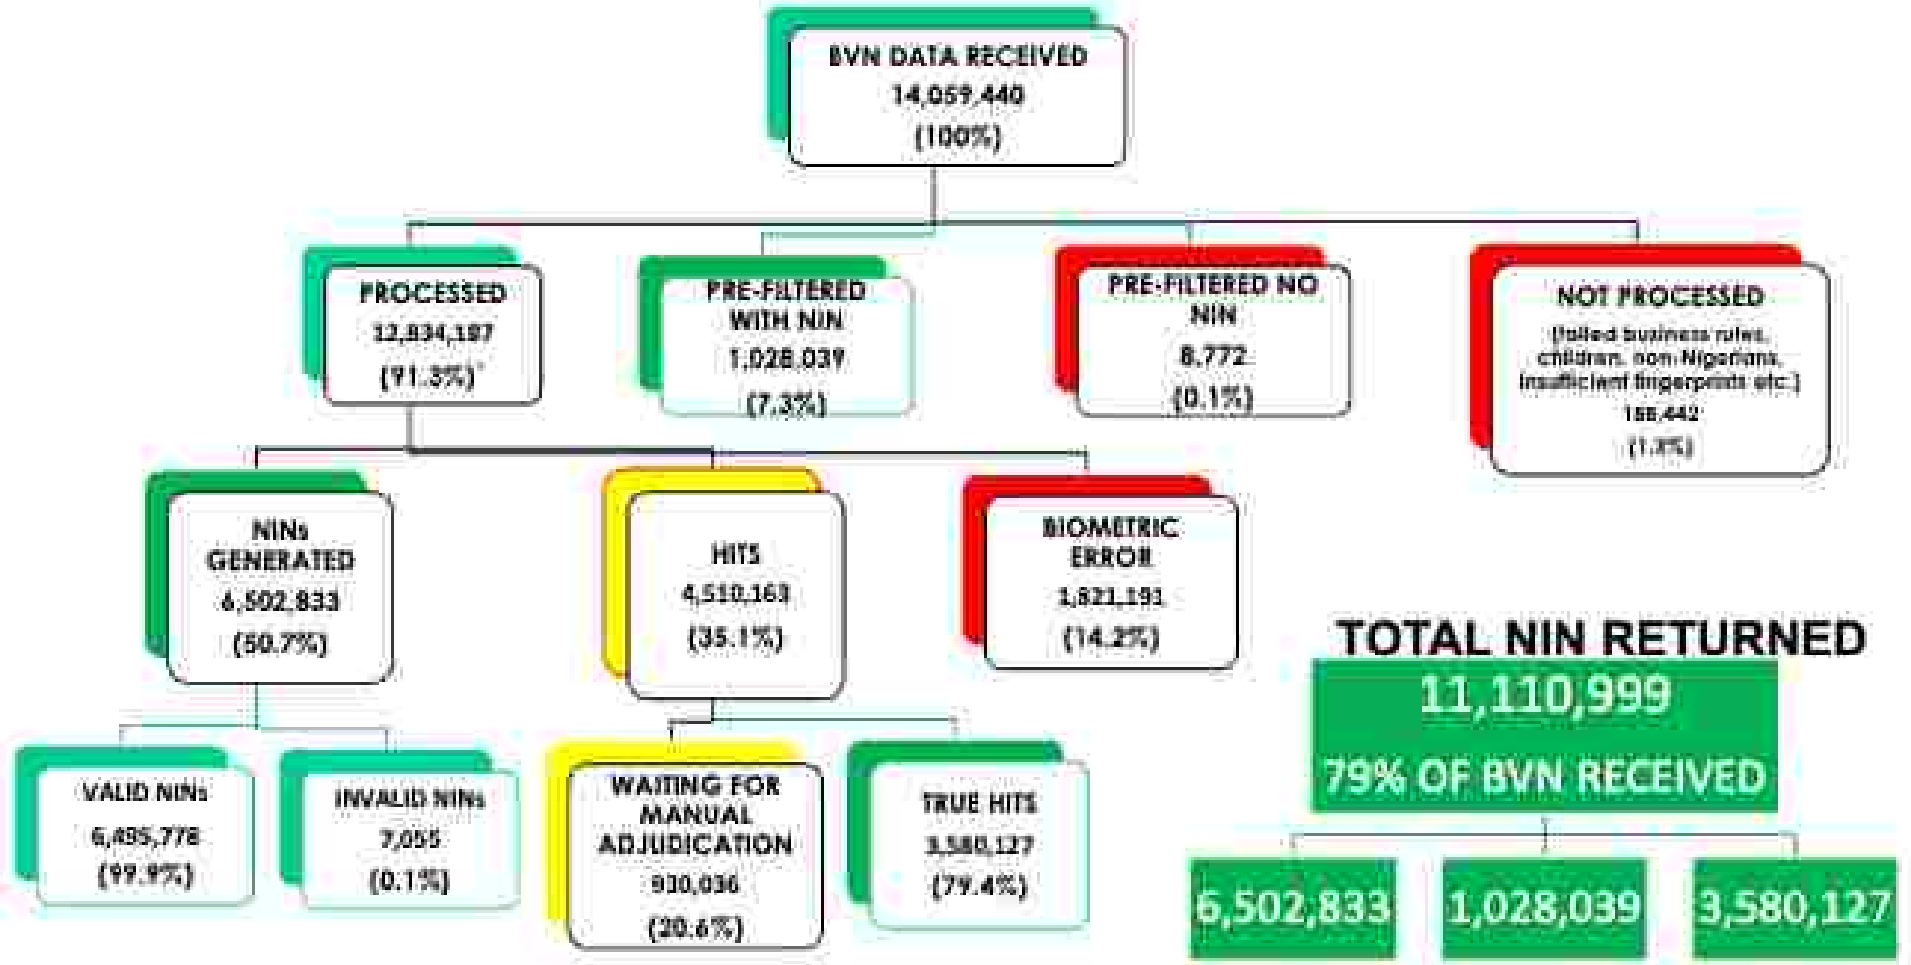 BVN DATA RECEIVED
14,059,440
(100%)
PROCESSED
12,834,187
(91.3%)
PRE-FILTERED
WITH NIN
1,028,039
(7.3%)
PRE-FILTERED NO
NIN
8,772
(0.1%)
NOT PROCESSED
(failed business rules,
children, non-Nigerians,
insufficient fingerprints etc.)
188,442
(1.3%)
NINs
GENERATED
6,502,833
(50.7%)
HITS
4,510,163
(35.1%)
BIOMETRIC
ERROR
1,821,191
(14.2%)
VALID NINs
6,495,778
(99.9%)
INVALID NINs
7,055
(0.1%)
WAITING FOR
MANUAL
ADJUDICATION
930,036
(20.6%)
TRUE HITS
3,580,127
(79.4%)
TOTAL NIN RETURNED
11,110,999
79% OF BVN RECEIVED
6,502,833
1,028,039
3,580,127